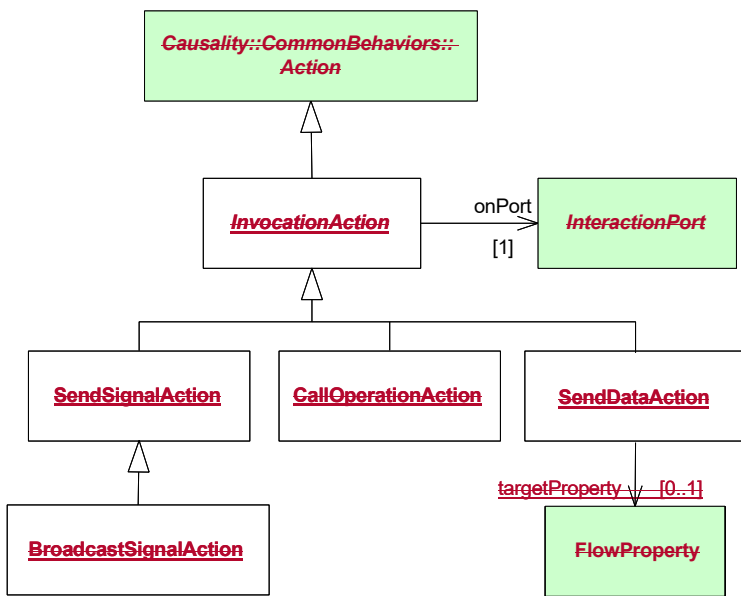 Causality::CommonBehaviors::
Action
InvocationAction
onPort
[1]
InteractionPort
SendSignalAction
CallOperationAction
SendDataAction
targetProperty [0..1]
BroadcastSignalAction
FlowProperty